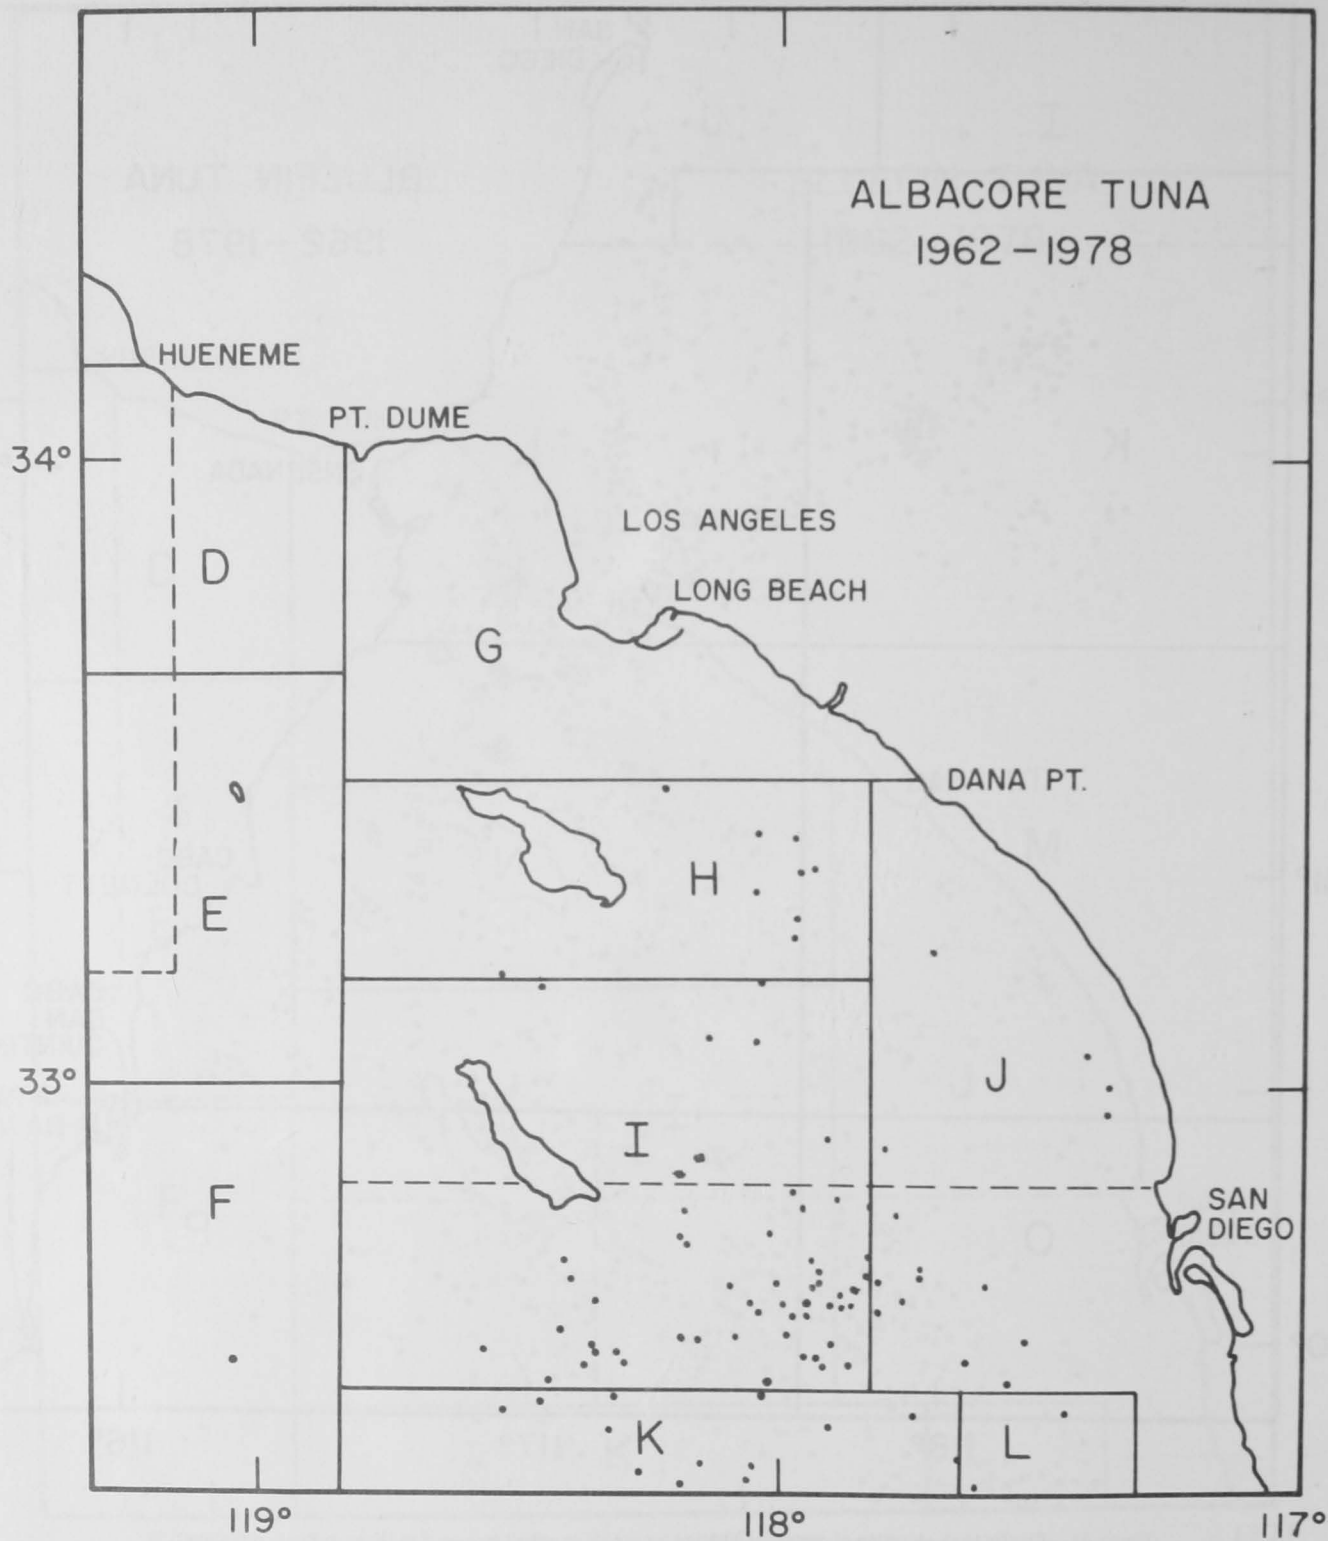 ALBACORE TUNA
1962-1978
HUENEME
PT. DUME
34°
LOS ANGELES
D
LONG BEACH
G
DANA PT.
H
E
J
33°
I
F
SAN
DIEGO
K
L
119°
118°
117°